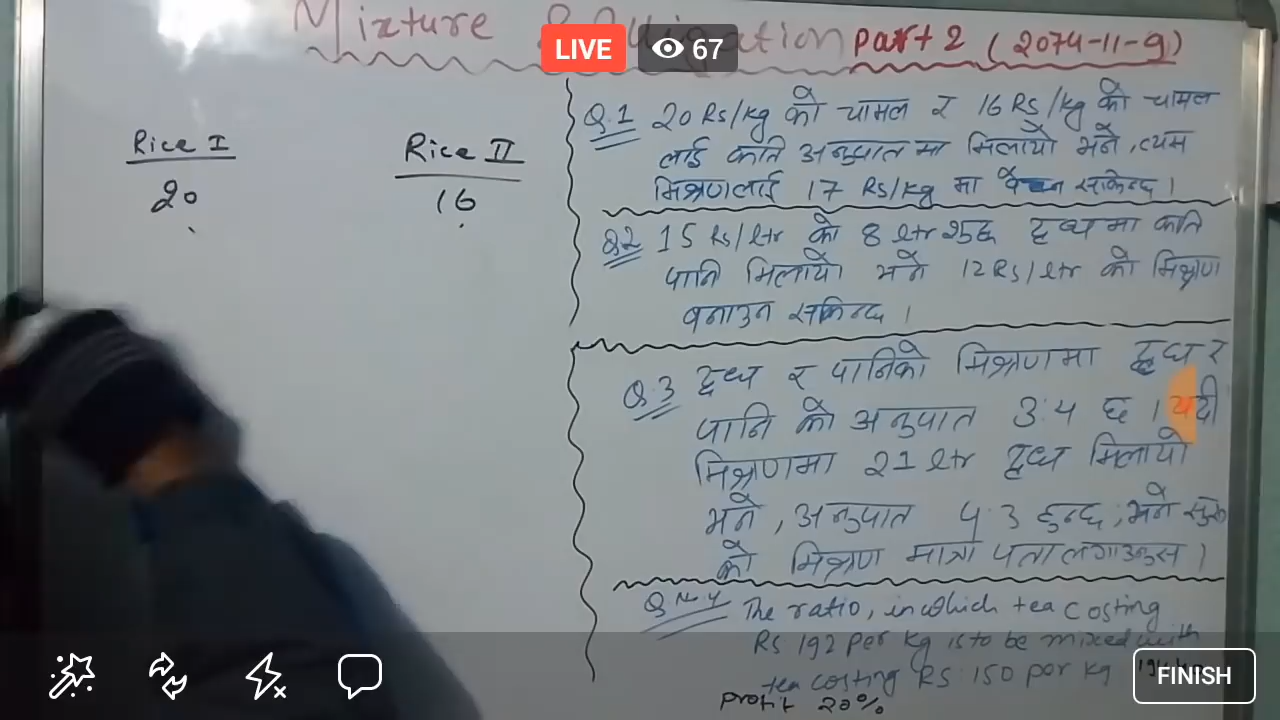 Mixture & Alligation Part 2 (2074-11-9)
LIVE 67
Rice I
20
Rice II
16
Q.1 20 Rs/kg को चामल र 16 Rs/kg को चामल
लाई कति अनुपात मा मिलायो भने, त्यस
मिश्रणलाई 17 Rs/kg मा बेच्न सकिन्छ।
Q.2 15 Rs/ltr को 8 ltr शुद्ध दूधमा कति
पानि मिलायो भने 12 Rs/ltr को मिश्रण
बनाउन सकिन्छ।
Q.3 दूध र पानिको मिश्रणमा दूध र
पानि को अनुपात 3:4 छ। यदी
मिश्रणमा 21 ltr दूध मिलायो
भने, अनुपात 4:3 हुन्छ, भने सुरु
को मिश्रण मात्रा पत्ता लगाउनुस।
Q No 4 The ratio, in which tea costing
Rs 192 Per kg is to be mixed with
tea costing RS 150 per kg
Profit 20%
FINISH